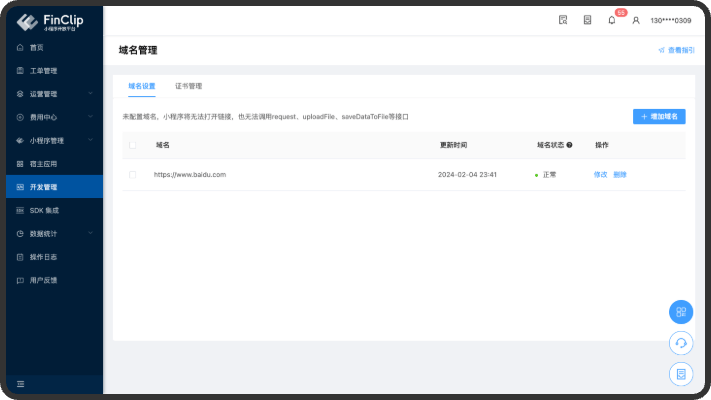 FinClip
小程序开放平台
55
130****0309
首页
工单管理
运营管理
费用中心
小程序管理
宿主应用
开发管理
SDK 集成
数据统计
操作日志
用户反馈
域名管理
查看指引
域名设置 证书管理
未配置域名，小程序将无法打开链接，也无法调用request、uploadFile、saveDataToFile等接口
+ 增加域名
域名 更新时间 域名状态 操作
https://www.baidu.com 2024-02-04 23:41 正常 修改 删除